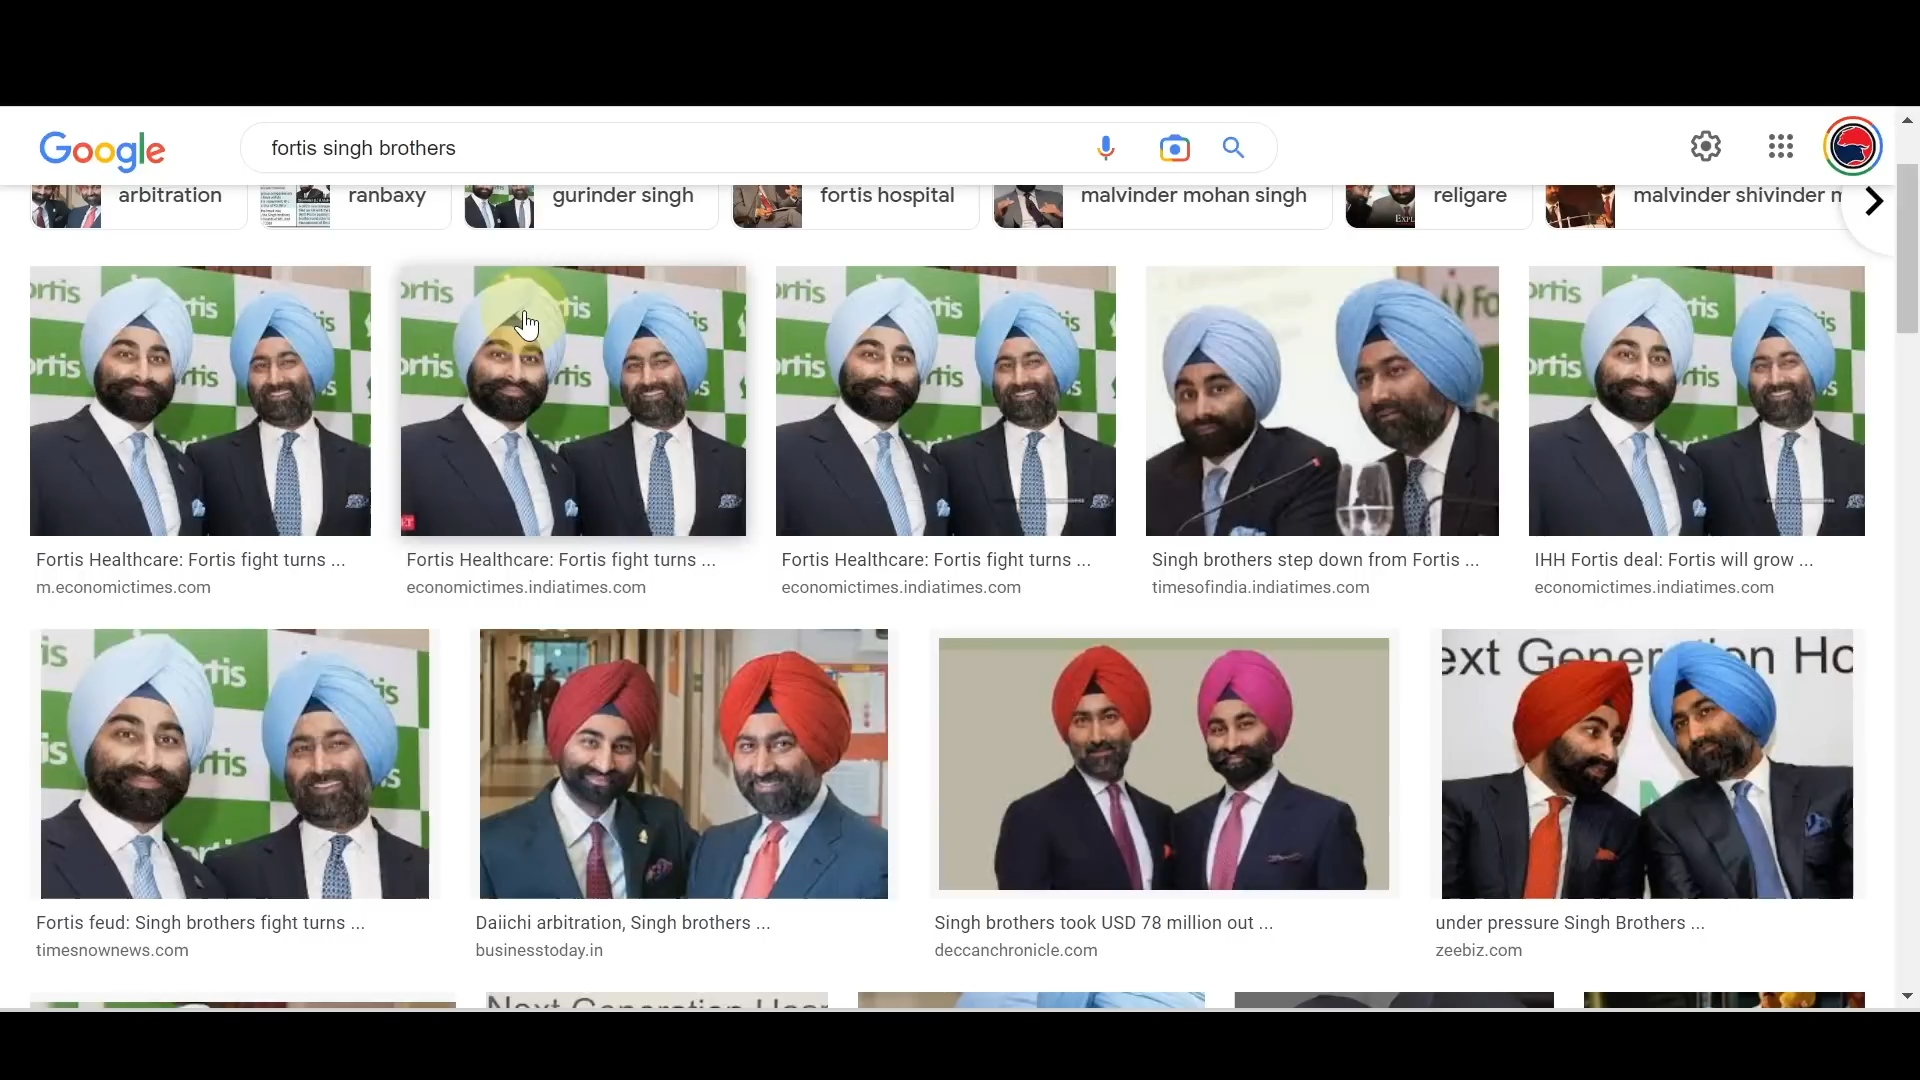 Google
fortis singh brothers
arbitration
ranbaxy
gurinder singh
fortis hospital
malvinder mohan singh
religare
malvinder shivinder m
Fortis Healthcare: Fortis fight turns ...
m.economictimes.com
Fortis Healthcare: Fortis fight turns ...
economictimes.indiatimes.com
Fortis Healthcare: Fortis fight turns ...
economictimes.indiatimes.com
Singh brothers step down from Fortis ...
timesofindia.indiatimes.com
IHH Fortis deal: Fortis will grow ...
economictimes.indiatimes.com
ext Generation Ho
Fortis feud: Singh brothers fight turns ...
timesnownews.com
Daiichi arbitration, Singh brothers ...
businesstoday.in
Singh brothers took USD 78 million out ...
deccanchronicle.com
under pressure Singh Brothers ...
zeebiz.com